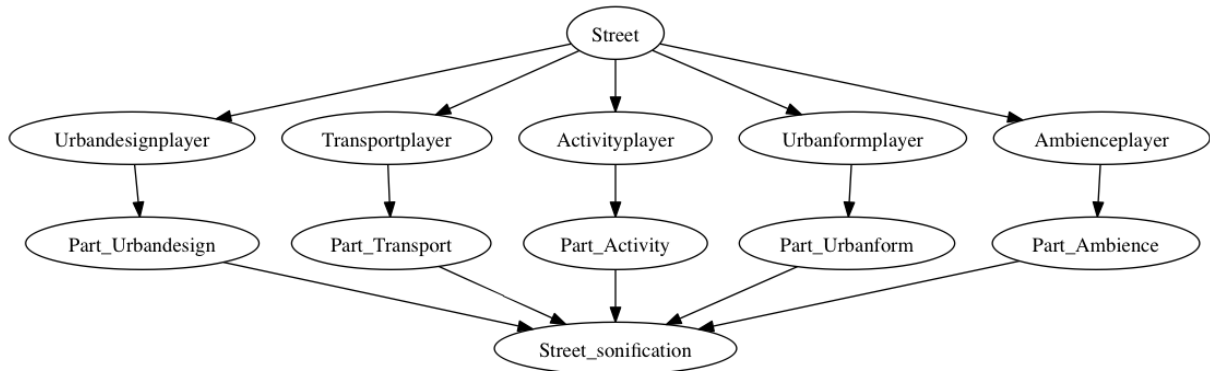 Street
Urbandesignplayer Transportplayer Activityplayer Urbanformplayer Ambienceplayer
Part_Urbandesign Part_Transport Part_Activity Part_Urbanform Part_Ambience
Street_sonification